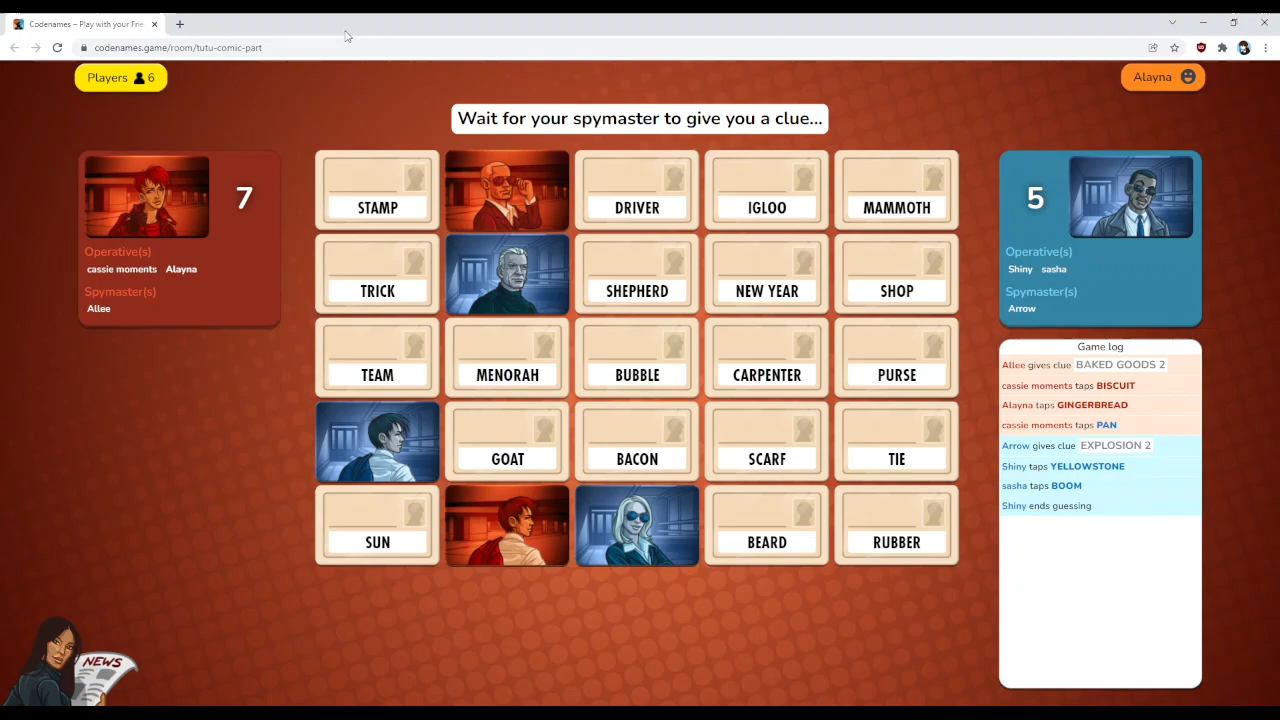 Codenames – Play with your Frie
codenames.game/room/tutu-comic-part
Players 6
Alayna
Wait for your spymaster to give you a clue...
7
Operative(s)
cassie moments Alayna
Spymaster(s)
Allee
STAMP
DRIVER
IGLOO
MAMMOTH
TRICK
SHEPHERD
NEW YEAR
SHOP
TEAM
MENORAH
BUBBLE
CARPENTER
PURSE
GOAT
BACON
SCARF
TIE
SUN
BEARD
RUBBER
5
Operative(s)
Shiny sasha
Spymaster(s)
Arrow
Game log
Allee gives clue BAKED GOODS 2
cassie moments taps BISCUIT
Alayna taps GINGERBREAD
cassie moments taps PAN
Arrow gives clue EXPLOSION 2
Shiny taps YELLOWSTONE
sasha taps BOOM
Shiny ends guessing
NEWS